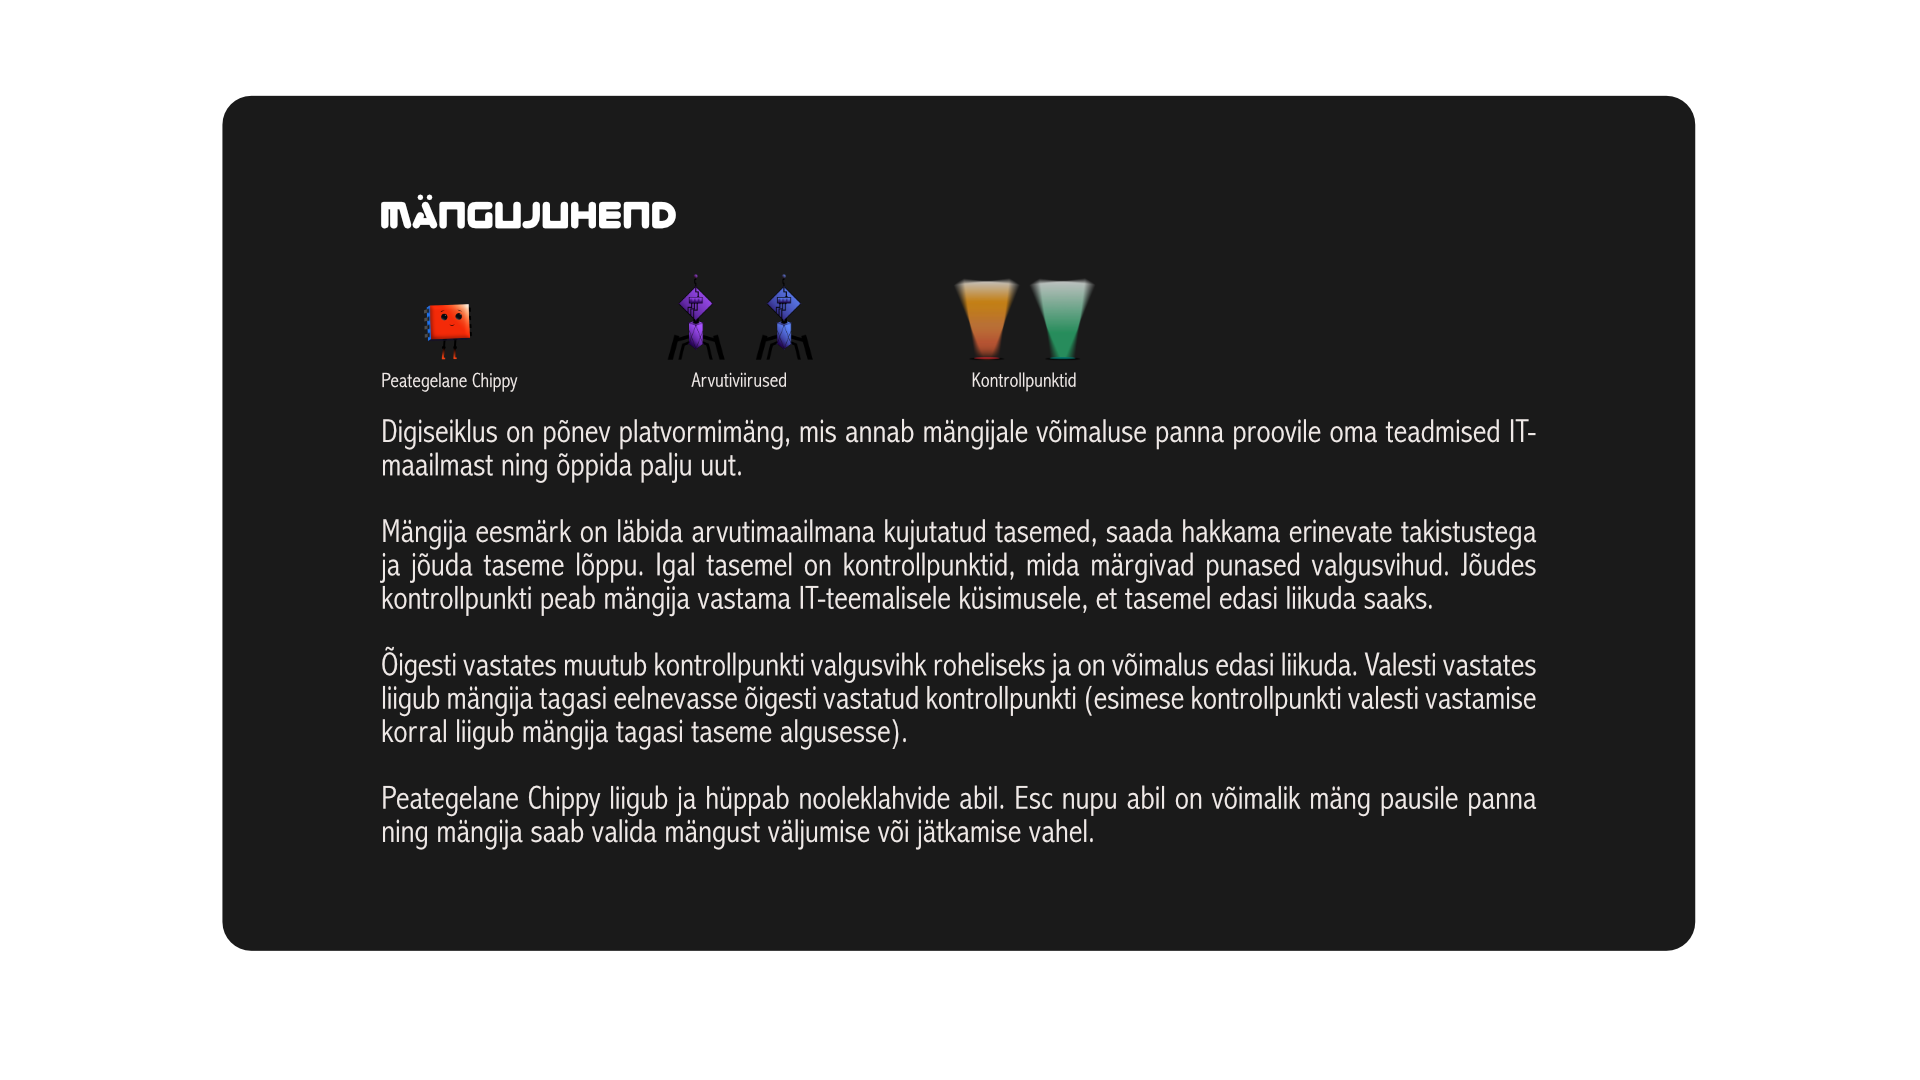 MÄNGUJUHEND
Peategelane Chippy
Arvutiviirused
Kontrollpunktid
Digiseiklus on põnev platvormimäng, mis annab mängijale võimaluse panna proovile oma teadmised IT-
maailmast ning õppida palju uut.
Mängija eesmärk on läbida arvutimaailmana kujutatud tasemed, saada hakkama erinevate takistustega
ja jõuda taseme lõppu. Igal tasemel on kontrollpunktid, mida märgivad punased valgusvihud. Jõudes
kontrollpunkti peab mängija vastama IT-teemalisele küsimusele, et tasemel edasi liikuda saaks.
Õigesti vastates muutub kontrollpunkti valgusvihk roheliseks ja on võimalus edasi liikuda. Valesti vastates
liigub mängija tagasi eelnevasse õigesti vastatud kontrollpunkti (esimese kontrollpunkti valesti vastamise
korral liigub mängija tagasi taseme algusesse).
Peategelane Chippy liigub ja hüppab nooleklahvide abil. Esc nupu abil on võimalik mäng pausile panna
ning mängija saab valida mängust väljumise või jätkamise vahel.